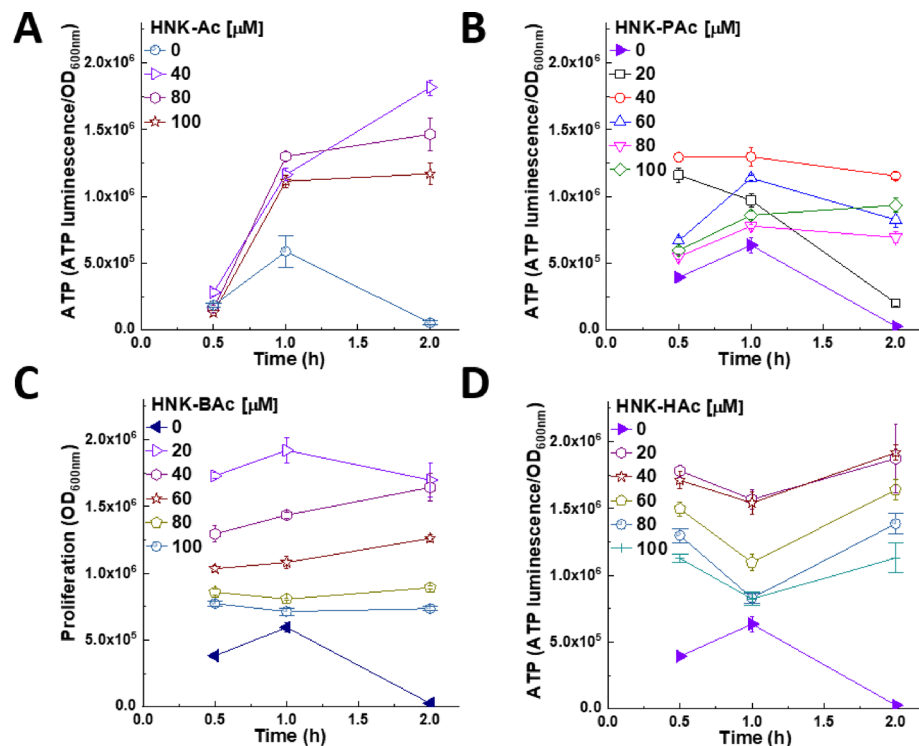 A
HNK-Ac [μM]
0
40
80
100
ATP (ATP luminescence/OD600nm)
2.0x10^6
1.5x10^6
1.0x10^6
5.0x10^5
0.0
0.0 0.5 1.0 1.5 2.0
Time (h)
B
HNK-PAc [μM]
0
20
40
60
80
100
ATP (ATP luminescence/OD600nm)
2.0x10^6
1.5x10^6
1.0x10^6
5.0x10^5
0.0
0.0 0.5 1.0 1.5 2.0
Time (h)
C
HNK-BAc [μM]
0
20
40
60
80
100
Proliferation (OD600nm)
2.0x10^6
1.5x10^6
1.0x10^6
5.0x10^5
0.0
0.0 0.5 1.0 1.5 2.0
Time (h)
D
HNK-HAc [μM]
0
20
40
60
80
100
ATP (ATP luminescence/OD600nm)
2.0x10^6
1.5x10^6
1.0x10^6
5.0x10^5
0.0
0.0 0.5 1.0 1.5 2.0
Time (h)